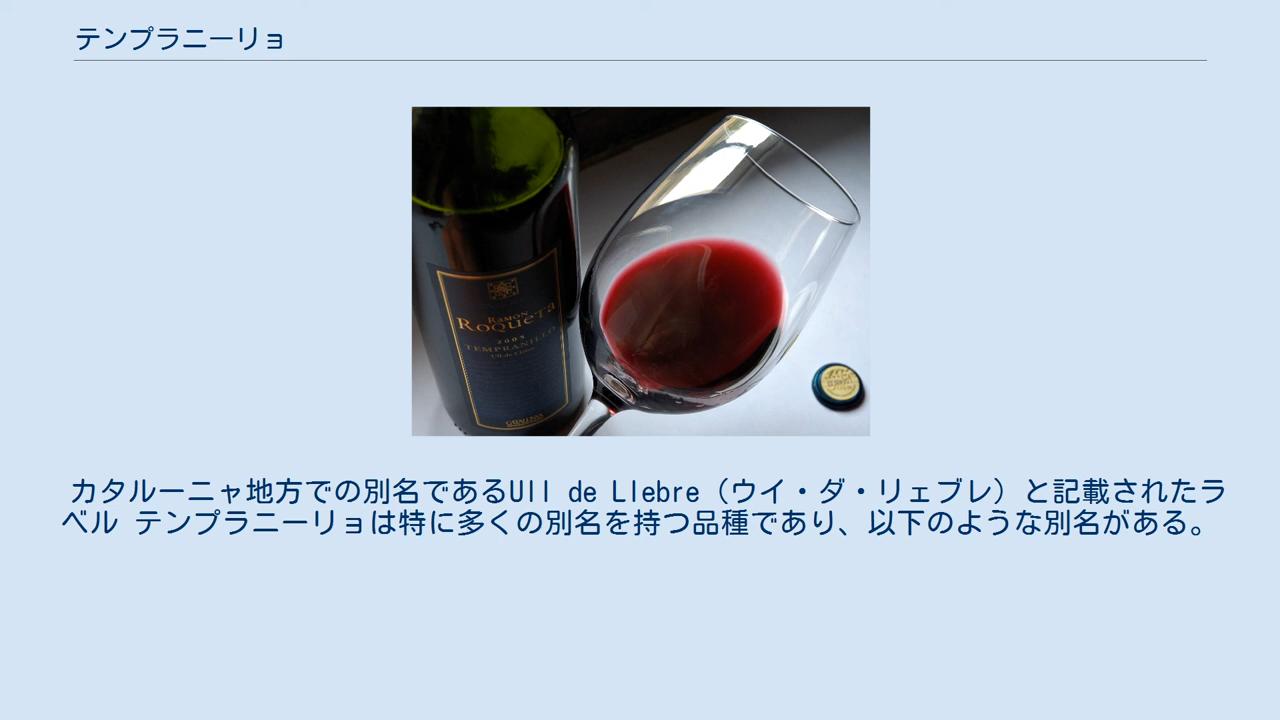 テンプラニーリョ
RAMON
ROQUETA
2005
TEMPRANILLO
Ull de Llebre
カタルーニャ地方での別名であるUll de Llebre（ウイ・ダ・リェブレ）と記載されたラ
ベル テンプラニーリョは特に多くの別名を持つ品種であり、以下のような別名がある。